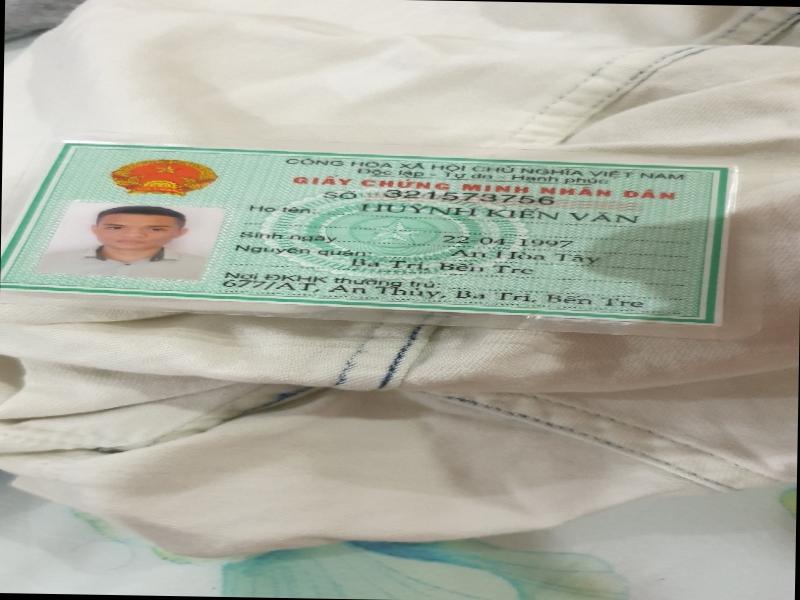 CỘNG HÒA XÃ HỘI CHỦ NGHĨA VIỆT NAM
Độc lập - Tự do - Hạnh phúc
GIẤY CHỨNG MINH NHÂN DÂN
SỐ 321573756
Họ tên: HUỲNH KIẾN VĂN
Sinh ngày 22-04-1997
Nguyên quán: An Hòa Tây
Ba Tri, Bến Tre
Nơi ĐKHK thường trú:
677/AT, An Thủy, Ba Tri, Bến Tre